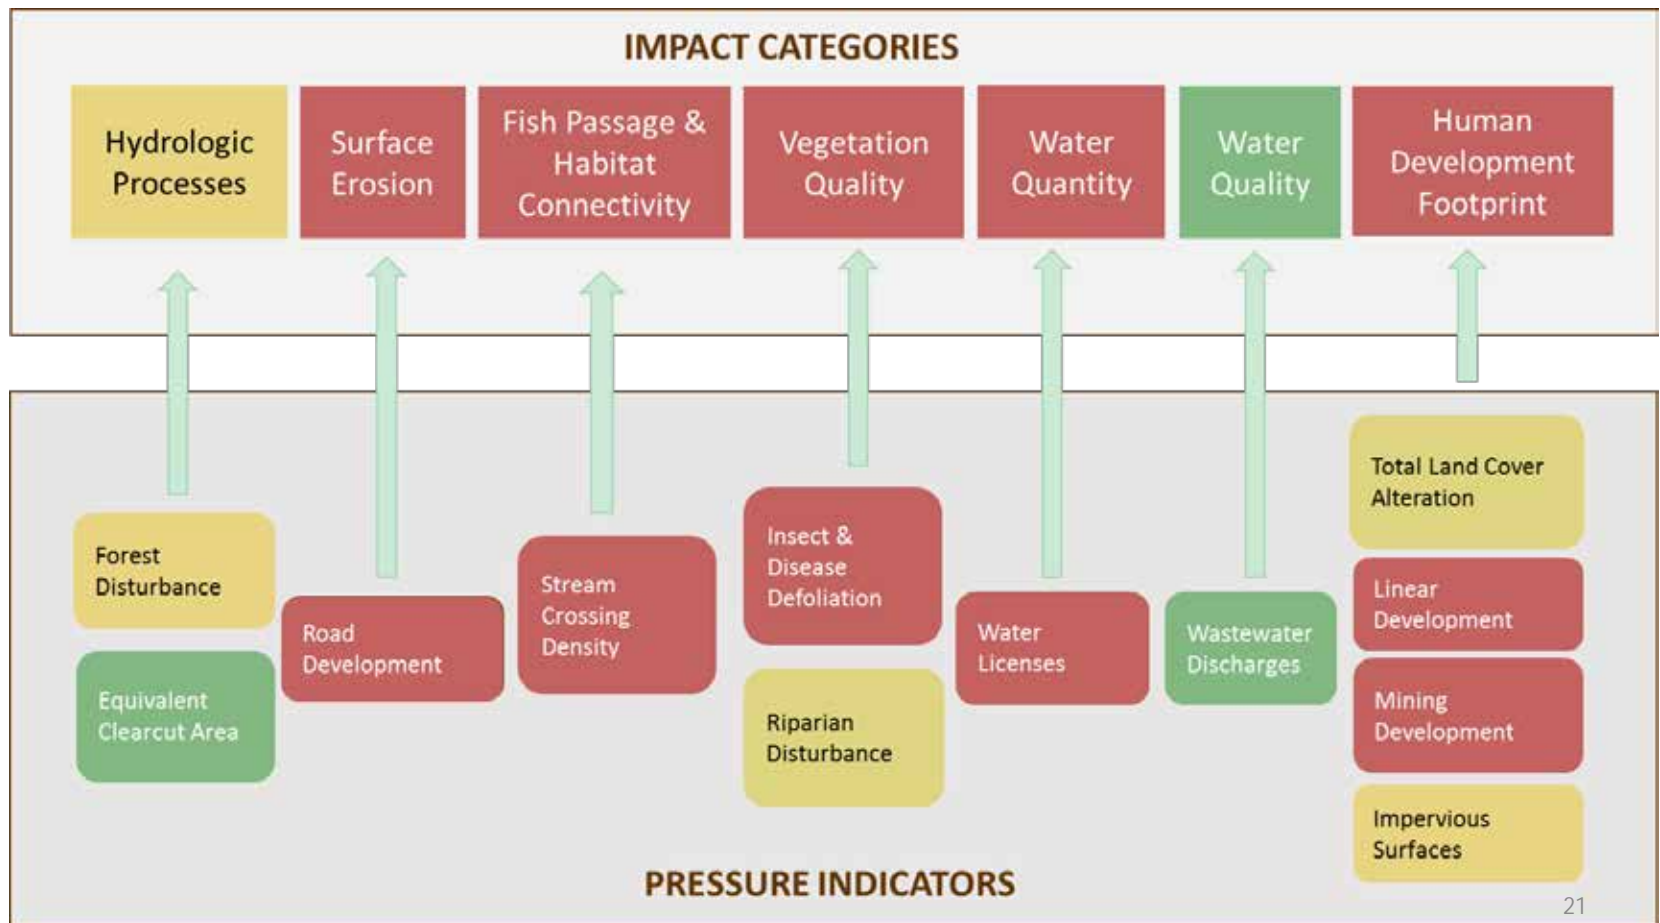 IMPACT CATEGORIES
Hydrologic
Processes
Surface
Erosion
Fish Passage &
Habitat
Connectivity
Vegetation
Quality
Water
Quantity
Water
Quality
Human
Development
Footprint
Forest
Disturbance
Equivalent
Clearcut Area
Road
Development
Stream
Crossing
Density
Insect &
Disease
Defoliation
Riparian
Disturbance
Water
Licenses
Wastewater
Discharges
Total Land Cover
Alteration
Linear
Development
Mining
Development
Impervious
Surfaces
PRESSURE INDICATORS
21